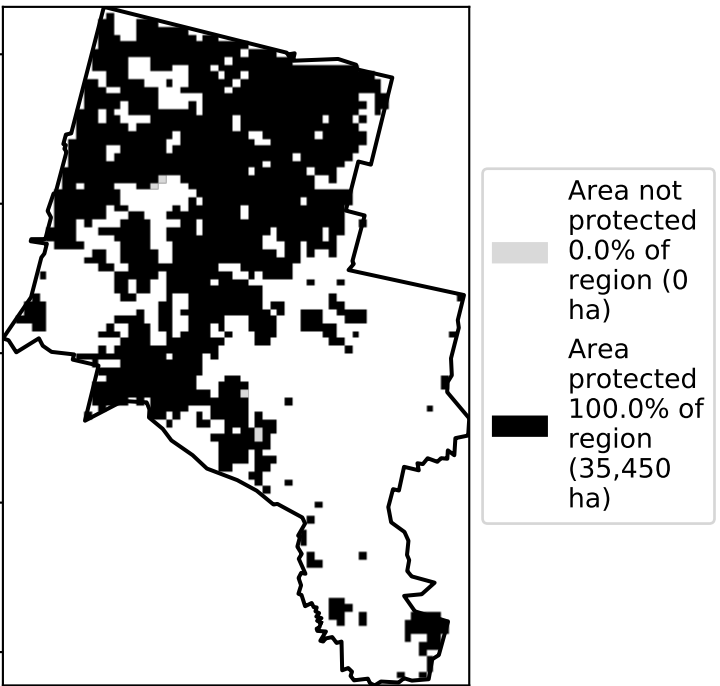 Area not
protected
0.0% of
region (0
ha)
Area
protected
100.0% of
region
(35,450
ha)